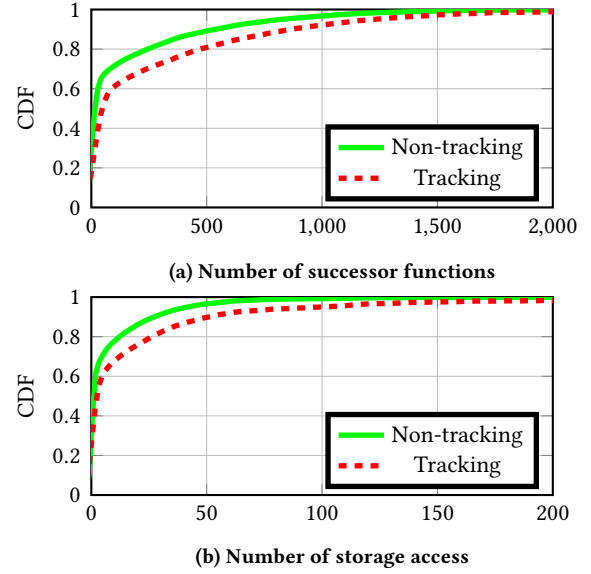 1
0.8
0.6
0.4
0.2
0
CDF
Non-tracking
Tracking
0 500 1,000 1,500 2,000
(a) Number of successor functions
1
0.8
0.6
0.4
0.2
0
CDF
Non-tracking
Tracking
0 50 100 150 200
(b) Number of storage access